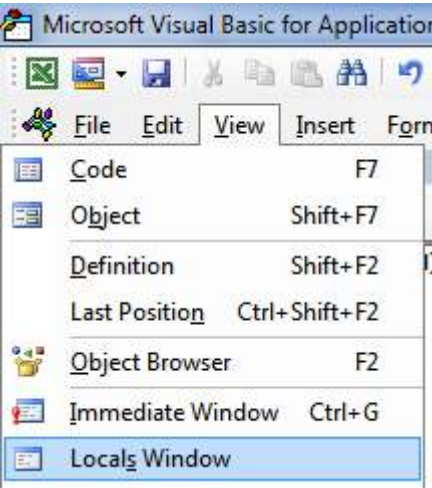 Microsoft Visual Basic for Application
File Edit View Insert Form
Code F7
Object Shift+F7
Definition Shift+F2
Last Position Ctrl+Shift+F2
Object Browser F2
Immediate Window Ctrl+G
Locals Window